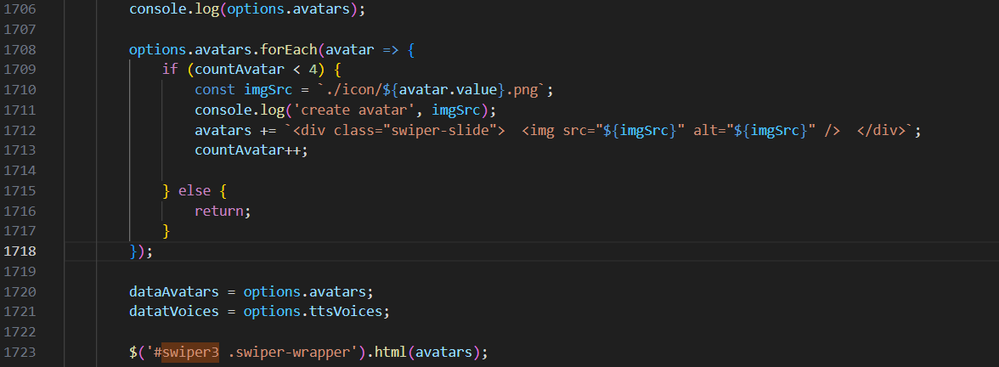 1706 console.log(options.avatars);
1707
1708 options.avatars.forEach(avatar => {
1709 if (countAvatar < 4) {
1710 const imgSrc = `./icon/${avatar.value}.png`;
1711 console.log('create avatar', imgSrc);
1712 avatars += `<div class="swiper-slide">  <img src="${imgSrc}" alt="${imgSrc}" />  </div>`;
1713 countAvatar++;
1714
1715 } else {
1716 return;
1717 }
1718 });
1719
1720 dataAvatars = options.avatars;
1721 datatVoices = options.ttsVoices;
1722
1723 $('#swiper3 .swiper-wrapper').html(avatars);